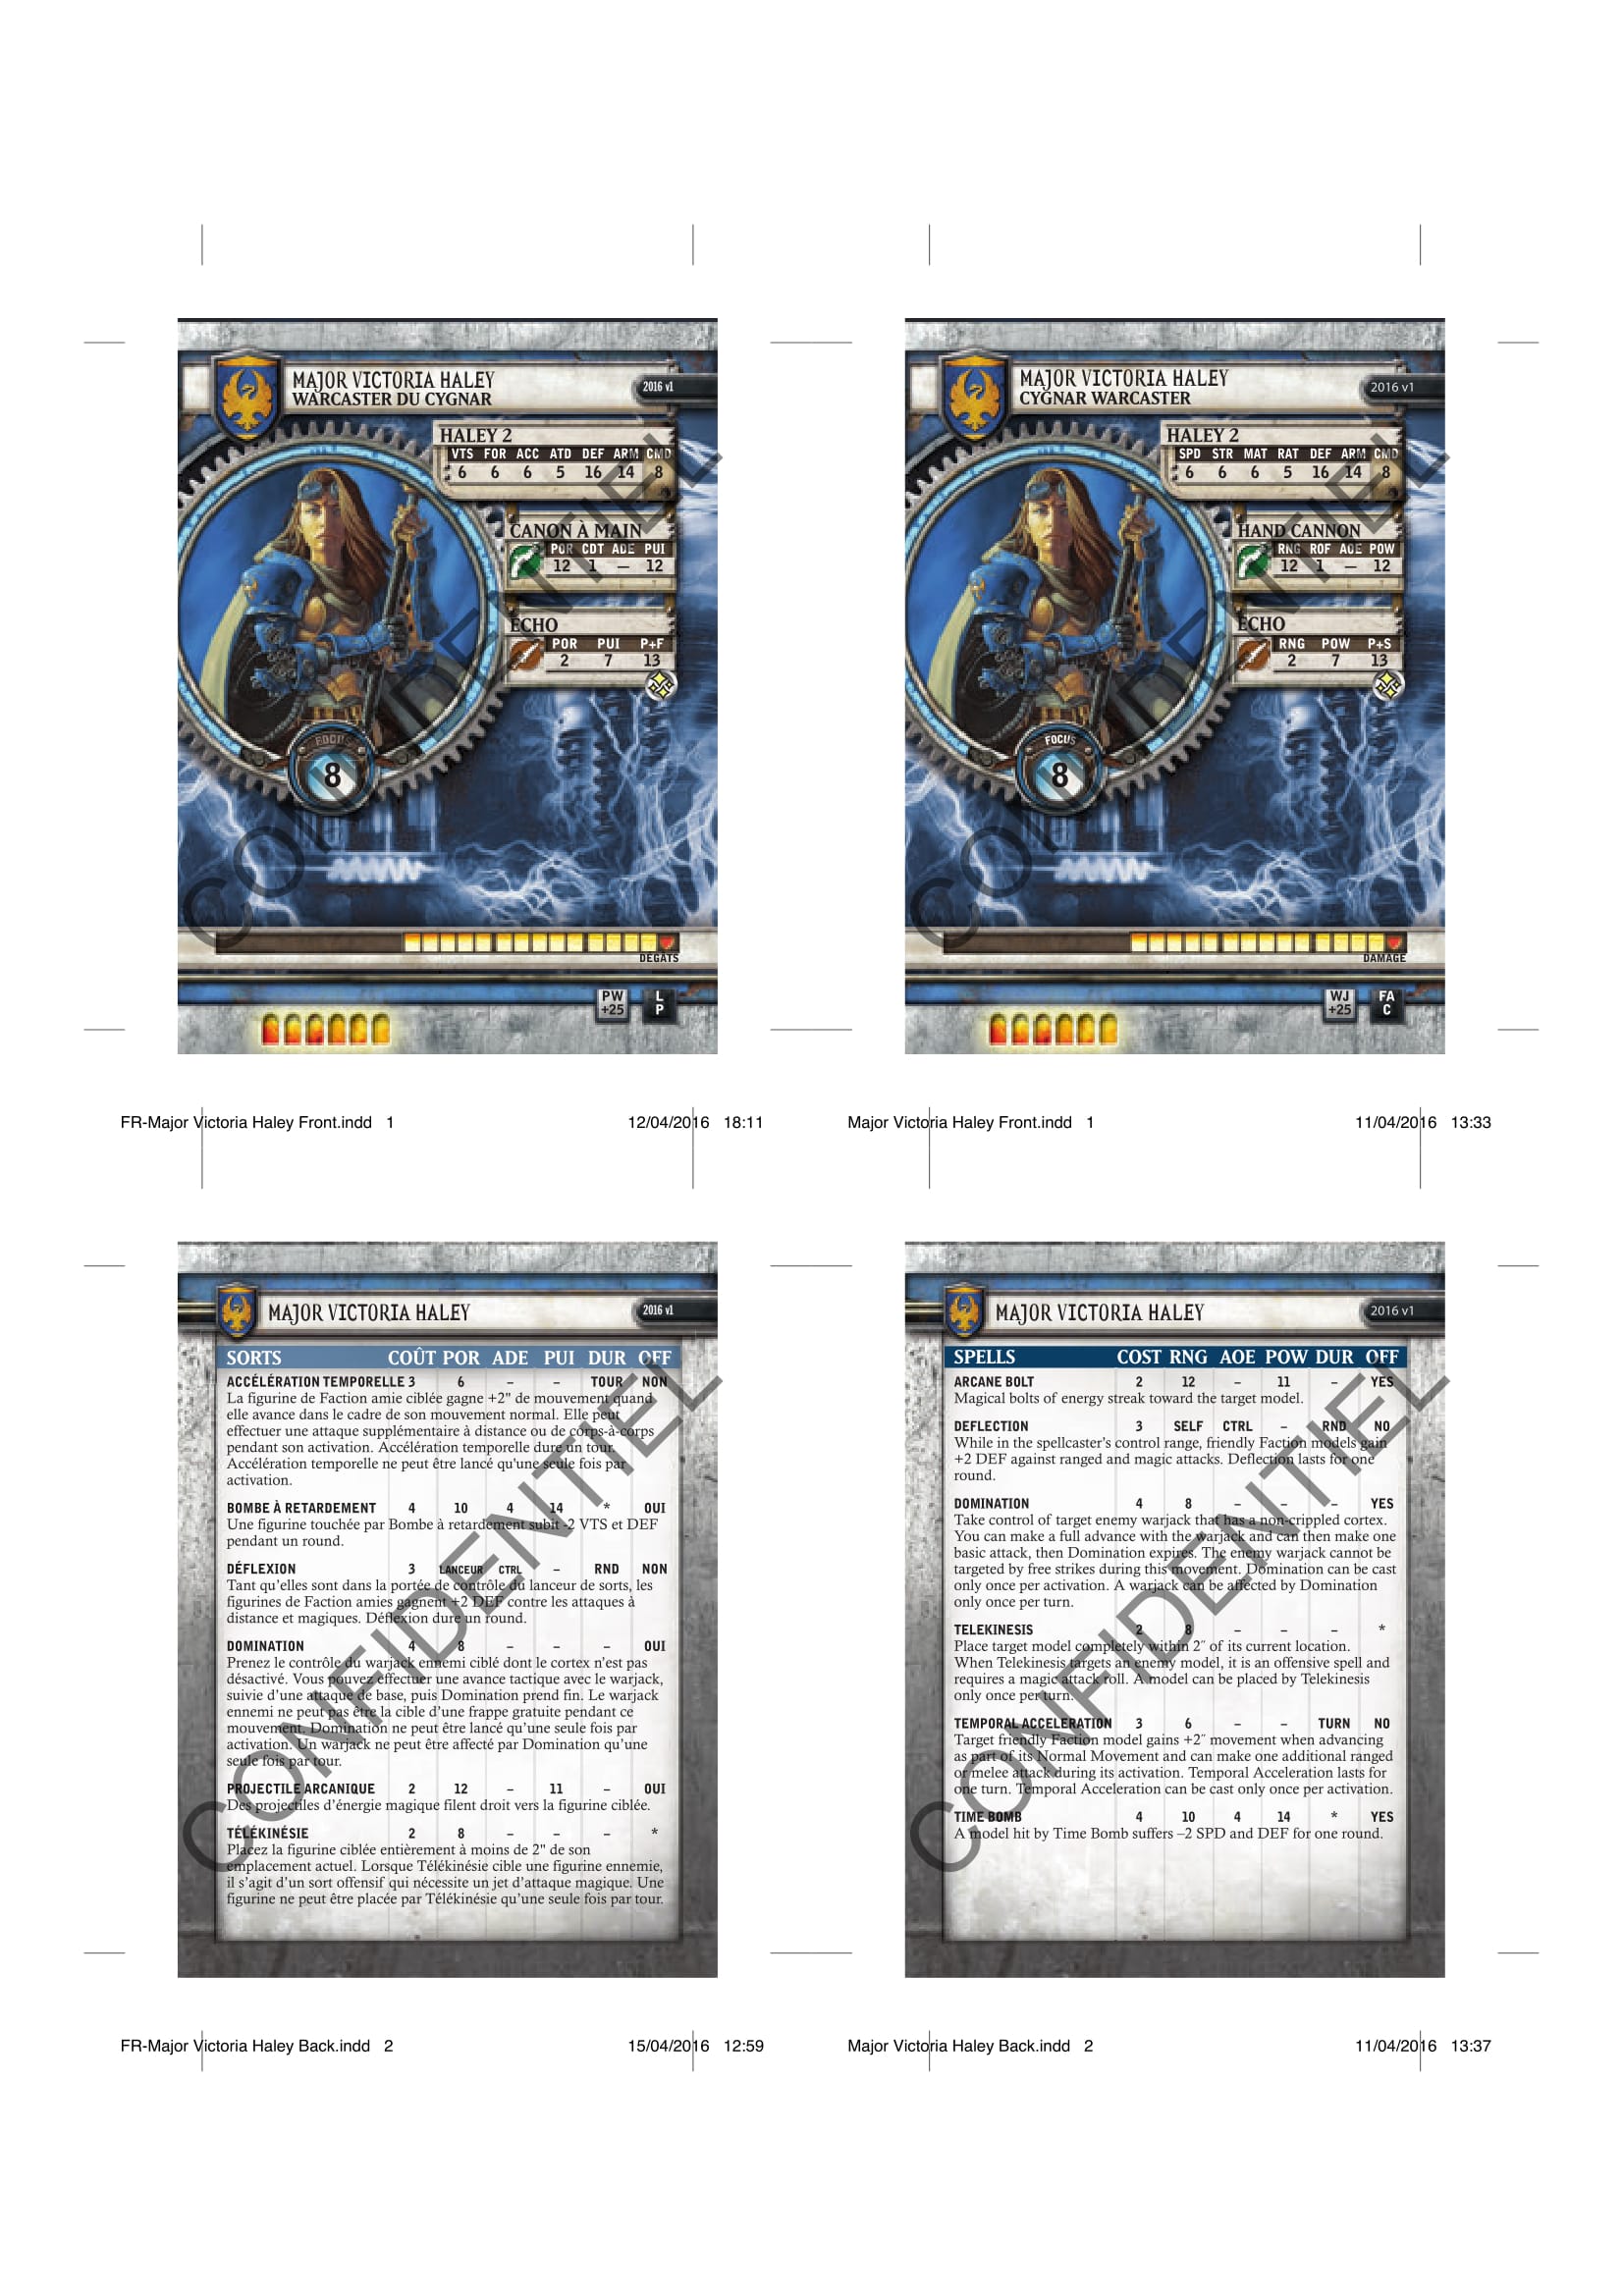 MAJOR VICTORIA HALEY
WARCASTER DU CYGNAR
2016 v1
HALEY 2
VTS FOR ACC ATD DEF ARM CMD
6 6 6 5 16 14 8
CANON À MAIN
POR CDT ADE PUI
12 1 — 12
ECHO
POR PUI P+F
2 7 13
FOCUS
8
DEGÂTS
PW
+25
L
P
CONFIDENTIEL
FR-Major Victoria Haley Front.indd 1
12/04/2016 18:11
MAJOR VICTORIA HALEY
CYGNAR WARCASTER
2016 v1
HALEY 2
SPD STR MAT RAT DEF ARM CMD
6 6 6 5 16 14 8
HAND CANNON
RNG ROF AOE POW
12 1 — 12
ECHO
RNG POW P+S
2 7 13
FOCUS
8
DAMAGE
WJ
+25
FA
C
CONFIDENTIEL
Major Victoria Haley Front.indd 1
11/04/2016 13:33
MAJOR VICTORIA HALEY
2016 v1
SORTS COÛT POR ADE PUI DUR OFF
ACCÉLÉRATION TEMPORELLE 3 6 – – TOUR NON
La figurine de Faction amie ciblée gagne +2" de mouvement quand
elle avance dans le cadre de son mouvement normal. Elle peut
effectuer une attaque supplémentaire à distance ou de corps-à-corps
pendant son activation. Accélération temporelle dure un tour.
Accélération temporelle ne peut être lancé qu'une seule fois par
activation.
BOMBE À RETARDEMENT 4 10 4 14 * OUI
Une figurine touchée par Bombe à retardement subit -2 VTS et DEF
pendant un round.
DÉFLEXION 3 LANCEUR CTRL – RND NON
Tant qu'elles sont dans la portée de contrôle du lanceur de sorts, les
figurines de Faction amies gagnent +2 DEF contre les attaques à
distance et magiques. Déflexion dure un round.
DOMINATION 4 8 – – – OUI
Prenez le contrôle du warjack ennemi ciblé dont le cortex n'est pas
désactivé. Vous pouvez effectuer une avance tactique avec le warjack,
suivie d'une attaque de base, puis Domination prend fin. Le warjack
ennemi ne peut pas être la cible d'une frappe gratuite pendant ce
mouvement. Domination ne peut être lancé qu'une seule fois par
activation. Un warjack ne peut être affecté par Domination qu'une
seule fois par tour.
PROJECTILE ARCANIQUE 2 12 – 11 – OUI
Des projectiles d'énergie magique filent droit vers la figurine ciblée.
TÉLÉKINÉSIE 2 8 – – – *
Placez la figurine ciblée entièrement à moins de 2" de son
emplacement actuel. Lorsque Télékinésie cible une figurine ennemie,
il s'agit d'un sort offensif qui nécessite un jet d'attaque magique. Une
figurine ne peut être placée par Télékinésie qu'une seule fois par tour.
CONFIDENTIEL
FR-Major Victoria Haley Back.indd 2
15/04/2016 12:59
MAJOR VICTORIA HALEY
2016 v1
SPELLS COST RNG AOE POW DUR OFF
ARCANE BOLT 2 12 – 11 – YES
Magical bolts of energy streak toward the target model.
DEFLECTION 3 SELF CTRL – RND NO
While in the spellcaster's control range, friendly Faction models gain
+2 DEF against ranged and magic attacks. Deflection lasts for one
round.
DOMINATION 4 8 – – – YES
Take control of target enemy warjack that has a non-crippled cortex.
You can make a full advance with the warjack and can then make one
basic attack, then Domination expires. The enemy warjack cannot be
targeted by free strikes during this movement. Domination can be cast
only once per activation. A warjack can be affected by Domination
only once per turn.
TELEKINESIS 2 8 – – – *
Place target model completely within 2˝ of its current location.
When Telekinesis targets an enemy model, it is an offensive spell and
requires a magic attack roll. A model can be placed by Telekinesis
only once per turn.
TEMPORAL ACCELERATION 3 6 – – TURN NO
Target friendly Faction model gains +2˝ movement when advancing
as part of its Normal Movement and can make one additional ranged
or melee attack during its activation. Temporal Acceleration lasts for
one turn. Temporal Acceleration can be cast only once per activation.
TIME BOMB 4 10 4 14 * YES
A model hit by Time Bomb suffers –2 SPD and DEF for one round.
CONFIDENTIEL
Major Victoria Haley Back.indd 2
11/04/2016 13:37